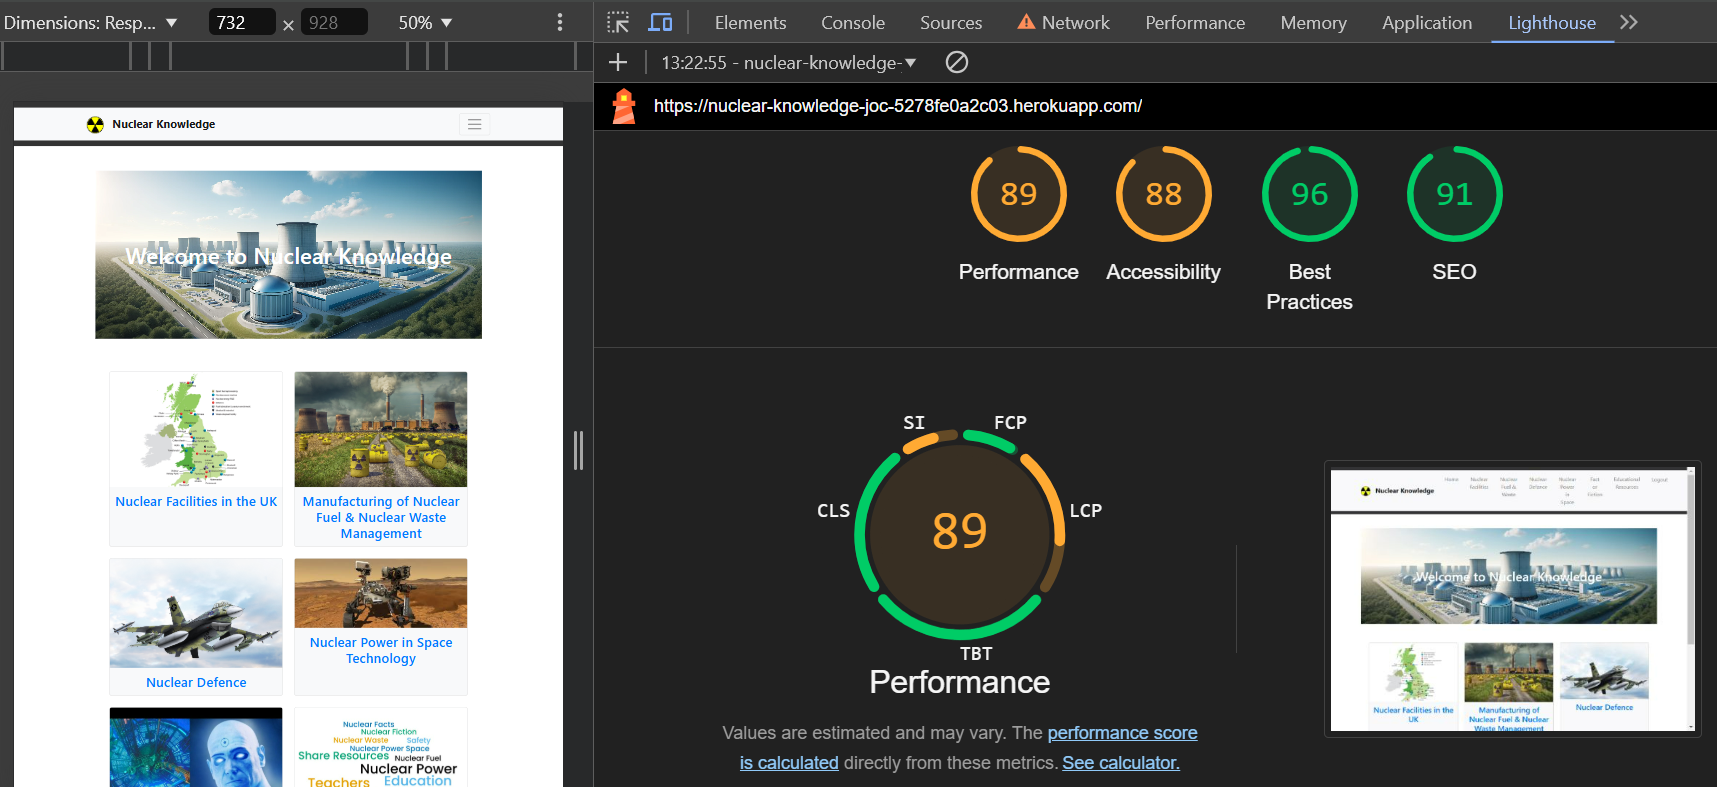 Dimensions: Resp... ▼ 732 × 928 50% ▼
Elements Console Sources Network Performance Memory Application Lighthouse
13:22:55 - nuclear-knowledge- ▼
https://nuclear-knowledge-joc-5278fe0a2c03.herokuapp.com/
Nuclear Knowledge
Welcome to Nuclear Knowledge
Nuclear Facilities in the UK
Manufacturing of Nuclear
Fuel & Nuclear Waste
Management
Nuclear Defence
Nuclear Power in Space
Technology
Nuclear Facts
Nuclear Fiction
Nuclear Waste Safety
Nuclear Power Space
Share Resources Nuclear Fuel
Nuclear Power
Teachers Education
89 88 96 91
Performance Accessibility Best Practices SEO
SI FCP
CLS LCP
89
TBT
Performance
Values are estimated and may vary. The performance score
is calculated directly from these metrics. See calculator.
Nuclear Knowledge
Home
Nuclear
Facilities
Nuclear
Fuel &
Waste
Nuclear
Defence
Nuclear
Power
in
Space
Fact
or
Fiction
Educational
Resources
Logout
Welcome to Nuclear Knowledge
Nuclear Facilities in the
UK
Manufacturing of
Nuclear Fuel & Nuclear
Waste Management
Nuclear Defence